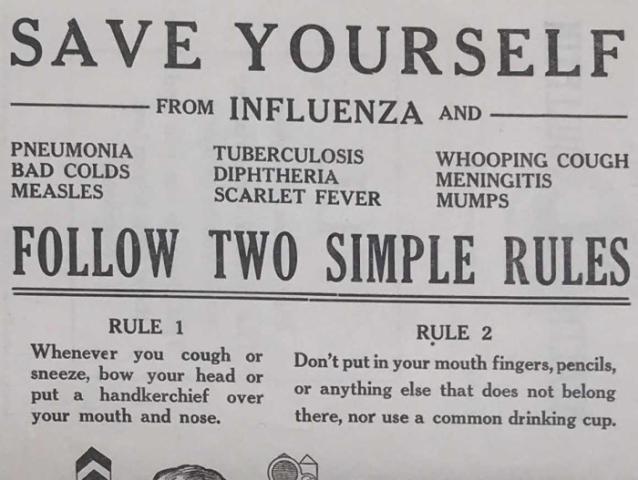 SAVE YOURSELF
FROM INFLUENZA AND
PNEUMONIA
BAD COLDS
MEASLES
TUBERCULOSIS
DIPHTHERIA
SCARLET FEVER
WHOOPING COUGH
MENINGITIS
MUMPS
FOLLOW TWO SIMPLE RULES
RULE 1
Whenever you cough or
sneeze, bow your head or
put a handkerchief over
your mouth and nose.
RULE 2
Don't put in your mouth fingers, pencils,
or anything else that does not belong
there, nor use a common drinking cup.